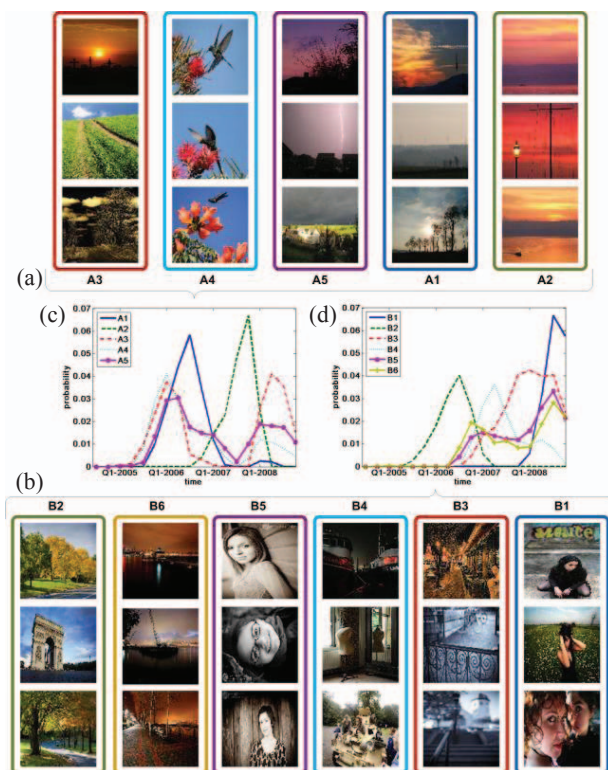 (a)
A3 A4 A5 A1 A2
(c)
(d)
0.07
0.06
0.05
0.04
0.03
0.02
0.01
0
probability
A1
A2
A3
A4
A5
Q1-2005 Q1-2006 Q1-2007 Q1-2008
time
0.07
0.06
0.05
0.04
0.03
0.02
0.01
0
probability
B1
B2
B3
B4
B5
B6
Q1-2005 Q1-2006 Q1-2007 Q1-2008
time
(b)
B2 B6 B5 B4 B3 B1